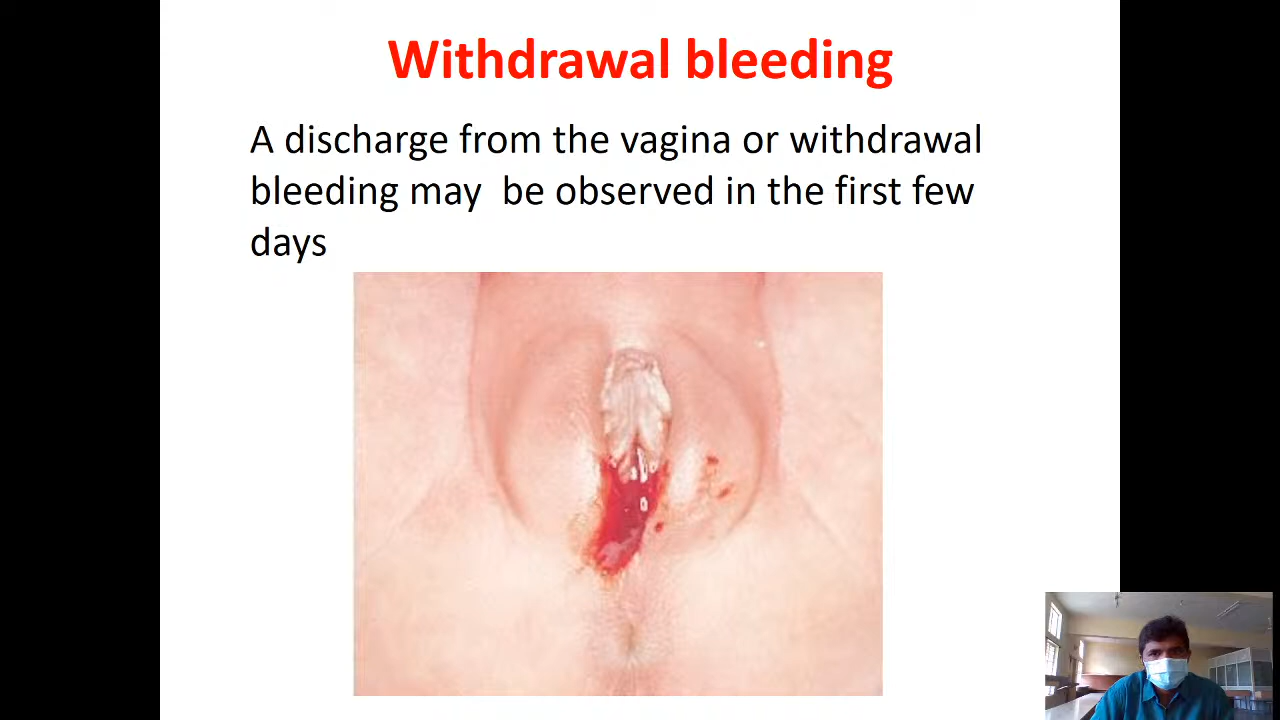 Withdrawal bleeding
A discharge from the vagina or withdrawal
bleeding may  be observed in the first few
days